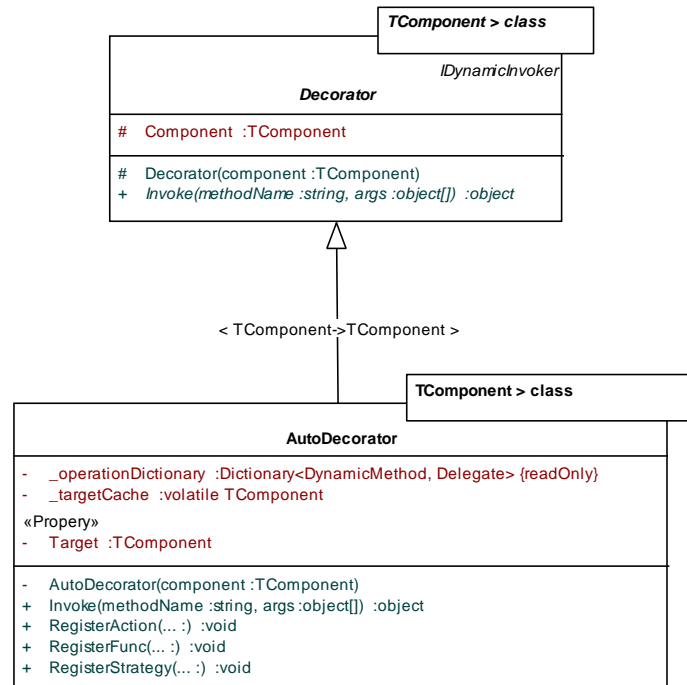 TComponent > class
IDynamicInvoker
Decorator
# Component :TComponent
# Decorator(component :TComponent)
+ Invoke(methodName :string, args :object[]) :object
< TComponent->TComponent >
TComponent > class
AutoDecorator
- _operationDictionary :Dictionary<DynamicMethod, Delegate> {readOnly}
- _targetCache :volatile TComponent
«Propery»
- Target :TComponent
- AutoDecorator(component :TComponent)
+ Invoke(methodName :string, args :object[]) :object
+ RegisterAction(... :) :void
+ RegisterFunc(... :) :void
+ RegisterStrategy(... :) :void